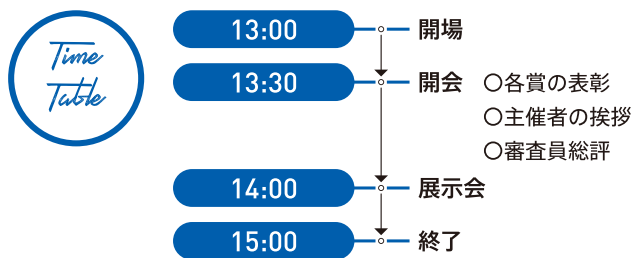 Time
Table
13:00 開場
13:30 開会 ○各賞の表彰
○主催者の挨拶
○審査員総評
14:00 展示会
15:00 終了